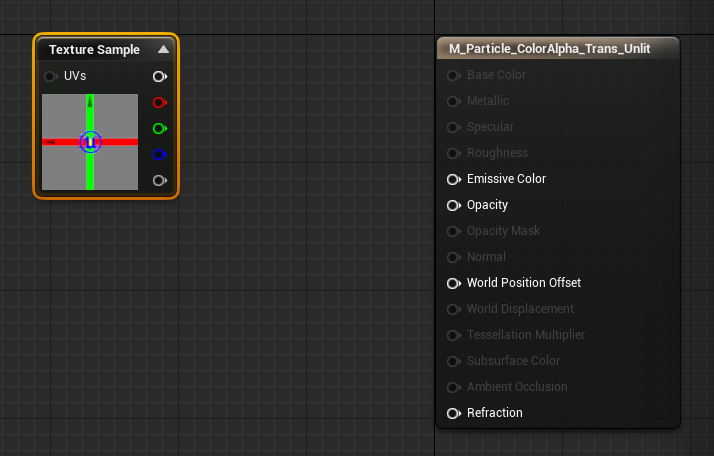 Texture Sample
UVs
M_Particle_ColorAlpha_Trans_Unlit
Base Color
Metallic
Specular
Roughness
Emissive Color
Opacity
Opacity Mask
Normal
World Position Offset
World Displacement
Tessellation Multiplier
Subsurface Color
Ambient Occlusion
Refraction